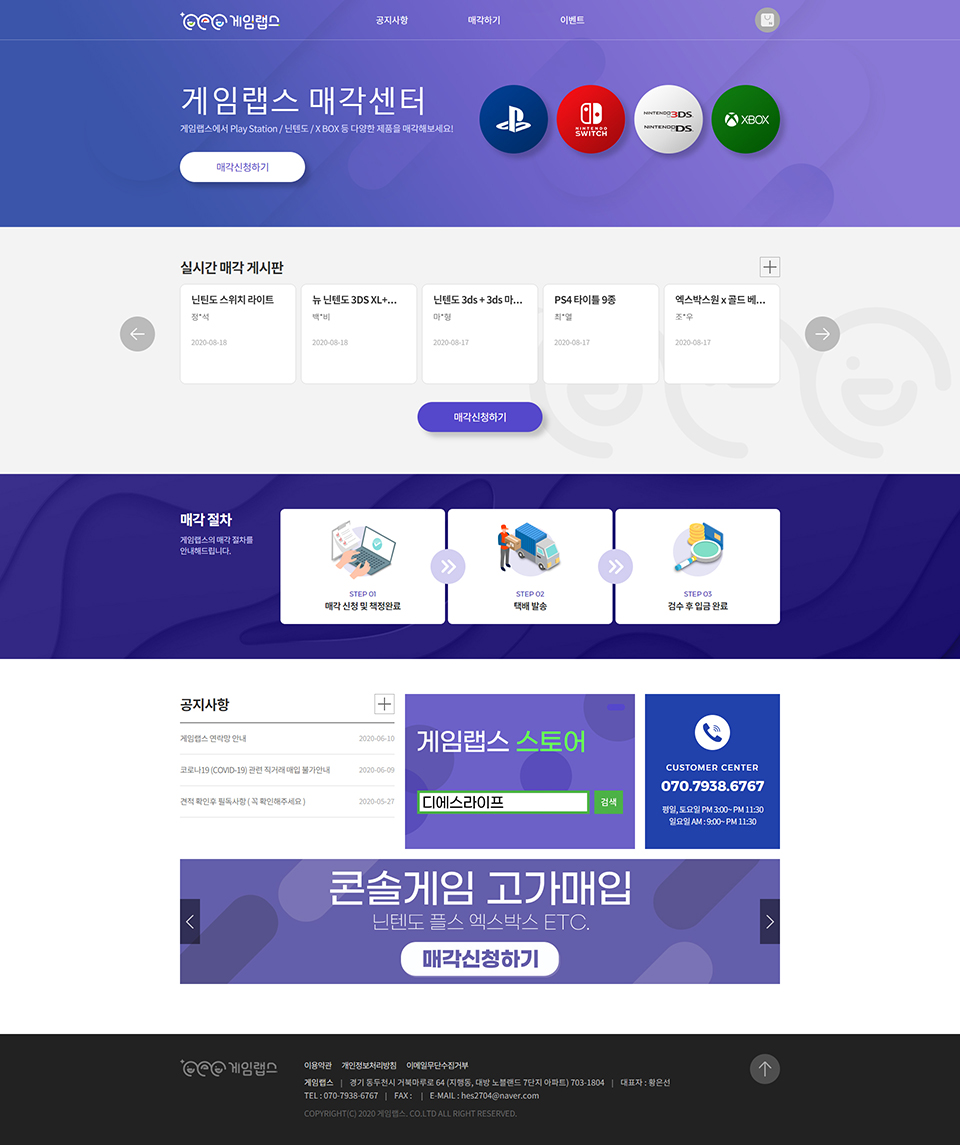 게임랩스
공지사항
매각하기
이벤트
게임랩스 매각센터
게임랩스에서 Play Station / 닌텐도 / X BOX 등 다양한 제품을 매각해보세요!
매각신청하기
NINTENDO
SWITCH
NINTENDO 3DS
NINTENDO DS
XBOX
실시간 매각 게시판
닌틴도 스위치 라이트
정*석
2020-08-18
뉴 닌텐도 3DS XL+...
백*비
2020-08-18
닌텐도 3ds + 3ds 마...
마*형
2020-08-17
PS4 타이틀 9종
최*열
2020-08-17
엑스박스원 x 골드 베...
조*우
2020-08-17
매각신청하기
매각 절차
게임랩스의 매각 절차를
안내해드립니다.
STEP 01
매각 신청 및 책정완료
STEP 02
택배 발송
STEP 03
검수 후 입금 완료
공지사항
게임랩스 연락망 안내 2020-06-10
코로나19 (COVID-19) 관련 직거래 매입 불가안내 2020-06-09
견적 확인후 필독사항 ( 꼭 확인해주세요 ) 2020-05-27
게임랩스 스토어
디에스라이프
검색
CUSTOMER CENTER
070.7938.6767
평일, 토요일 PM 3:00~ PM 11:30
일요일 AM : 9:00~ PM 11:30
콘솔게임 고가매입
닌텐도 플스 엑스박스 ETC.
매각신청하기
게임랩스
이용약관 개인정보처리방침 이메일무단수집거부
게임랩스 | 경기 동두천시 거북마루로 64 (지행동, 대방 노블랜드 7단지 아파트) 703-1804 | 대표자 : 황은선
TEL : 070-7938-6767 | FAX : | E-MAIL : hes2704@naver.com
COPYRIGHT(C) 2020 게임랩스. CO.LTD ALL RIGHT RESERVED.